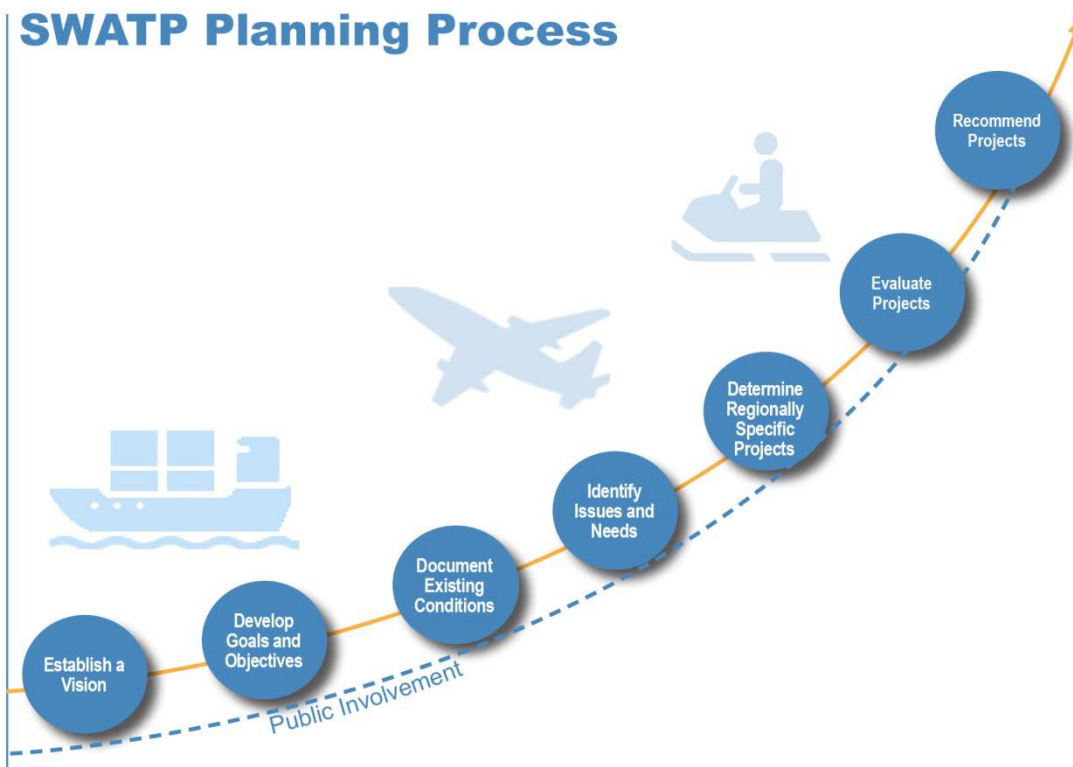 SWATP Planning Process
Recommend
Projects
Evaluate
Projects
Determine
Regionally
Specific
Projects
Identify
Issues and
Needs
Document
Existing
Conditions
Develop
Goals and
Objectives
Establish a
Vision
Public Involvement